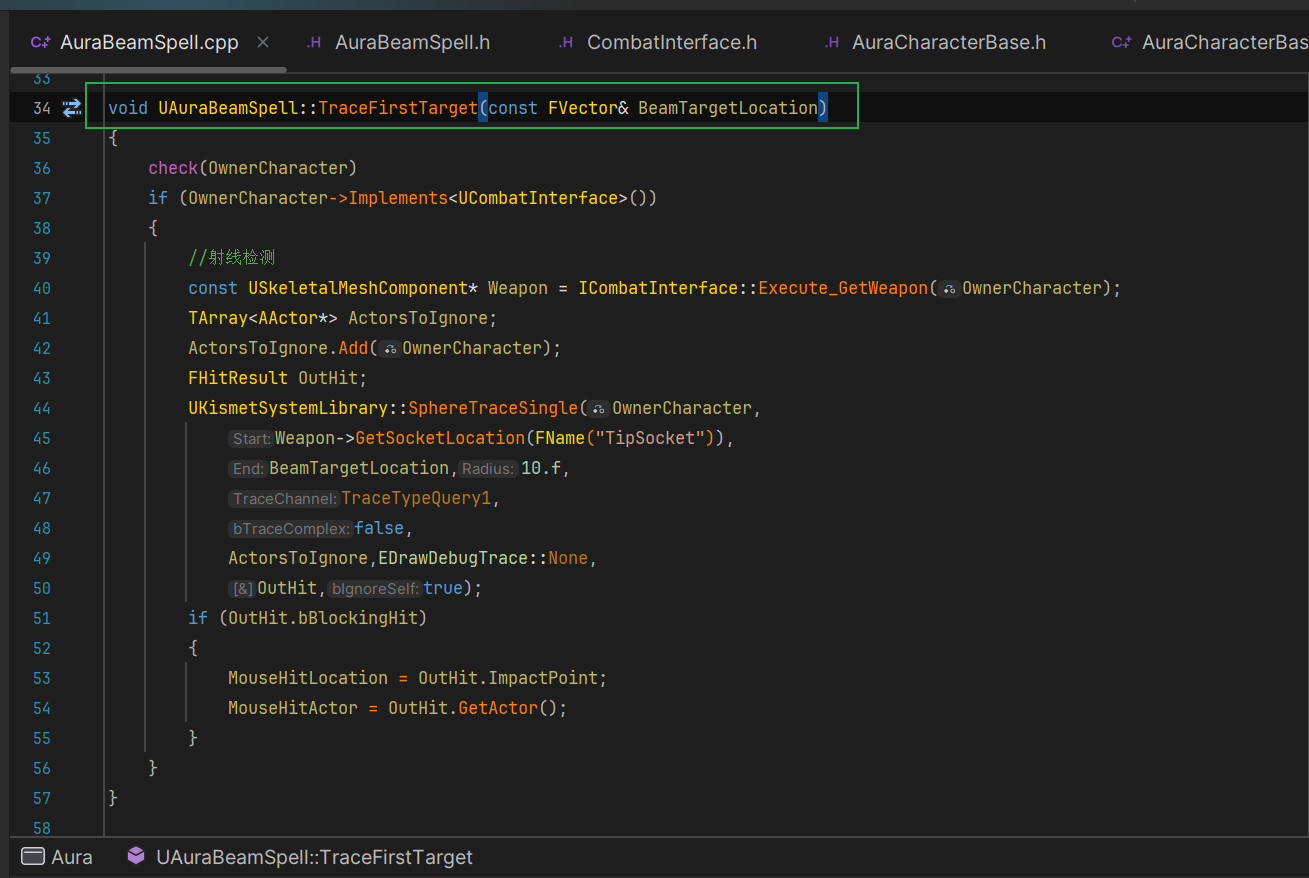 AuraBeamSpell.cpp .H AuraBeamSpell.h .H CombatInterface.h .H AuraCharacterBase.h C++ AuraCharacterBas
33
34 void UAuraBeamSpell::TraceFirstTarget(const FVector& BeamTargetLocation)
35 {
36 check(OwnerCharacter)
37 if (OwnerCharacter->Implements<UCombatInterface>())
38 {
39 //射线检测
40 const USkeletalMeshComponent* Weapon = ICombatInterface::Execute_GetWeapon(OwnerCharacter);
41 TArray<AActor*> ActorsToIgnore;
42 ActorsToIgnore.Add(OwnerCharacter);
43 FHitResult OutHit;
44 UKismetSystemLibrary::SphereTraceSingle(OwnerCharacter,
45 Start: Weapon->GetSocketLocation(FName("TipSocket")),
46 End: BeamTargetLocation, Radius: 10.f,
47 TraceChannel: TraceTypeQuery1,
48 bTraceComplex: false,
49 ActorsToIgnore,EDrawDebugTrace::None,
50 [&] OutHit, bIgnoreSelf: true);
51 if (OutHit.bBlockingHit)
52 {
53 MouseHitLocation = OutHit.ImpactPoint;
54 MouseHitActor = OutHit.GetActor();
55 }
56 }
57 }
58
Aura UAuraBeamSpell::TraceFirstTarget